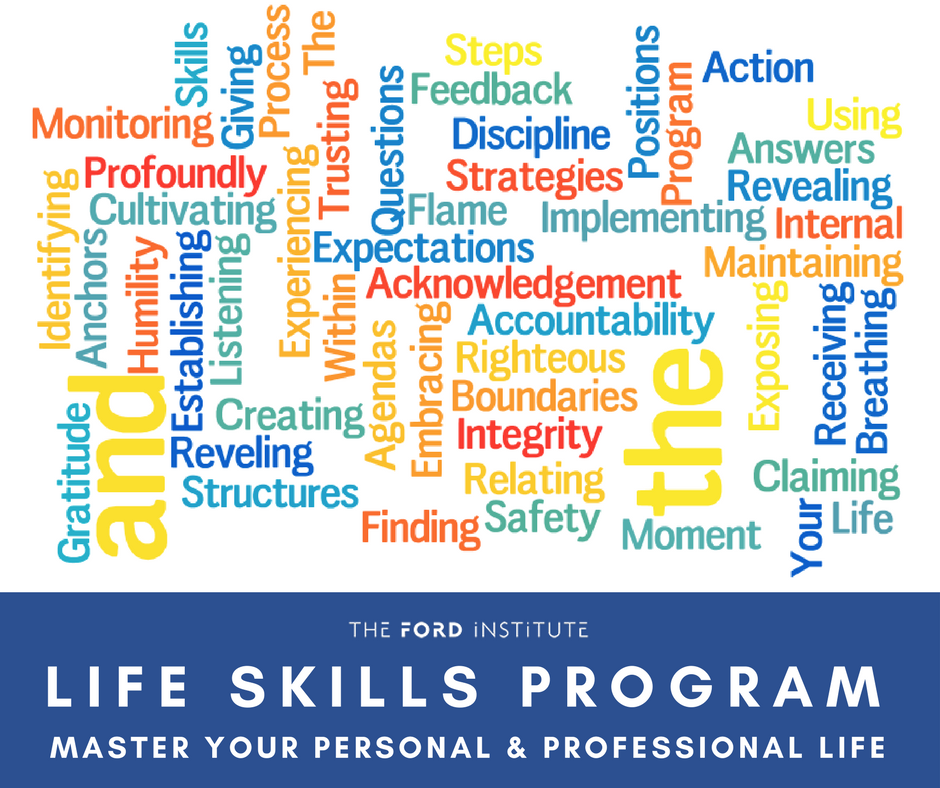 Skills
Giving
Process
The
Monitoring
Trusting
Questions
Steps
Feedback
Discipline
Strategies
Positions
Program
Action
Using
Answers
Revealing
Profoundly
Cultivating
Identifying
Anchors
Humility
Establishing
Listening
Experiencing
Within
Expectations
Flame
Implementing
Internal
Maintaining
Acknowledgement
Accountability
Agendas
Embracing
Righteous
Boundaries
Integrity
the
Exposing
Receiving
Breathing
Gratitude
and
Creating
Reveling
Structures
Relating
Finding
Safety
Moment
Claiming
Your
Life
THE FORD iNSTiTUTE
LIFE SKILLS PROGRAM
MASTER YOUR PERSONAL & PROFESSIONAL LIFE